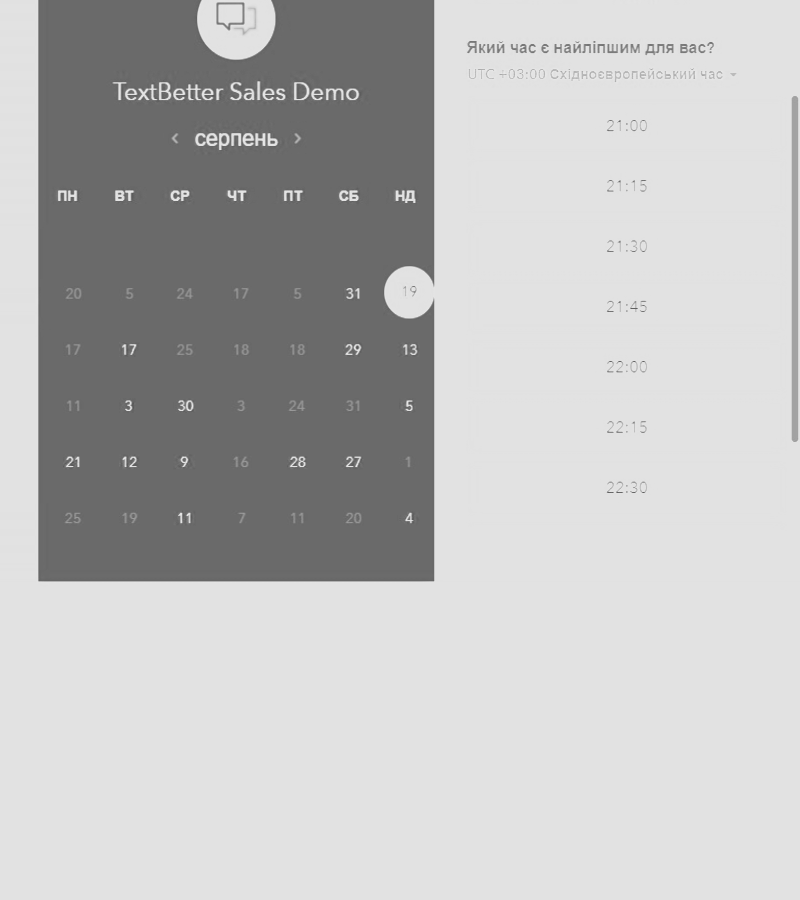 TextBetter Sales Demo
серпень
ПН ВТ СР ЧТ ПТ СБ НД
20 5 24 17 5 31 19
17 17 25 18 18 29 13
11 3 30 3 24 31 5
21 12 9 16 28 27 1
25 19 11 7 11 20 4
Який час є найліпшим для вас?
UTC +03:00 Східноєвропейський час
21:00
21:15
21:30
21:45
22:00
22:15
22:30